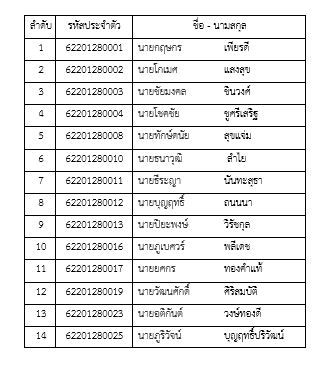 ลำดับ รหัสประจำตัว ชื่อ - นามสกุล
1 62201280001 นายกฤษกร เพียรดี
2 62201280002 นายโกเมศ แสงสุข
3 62201280003 นายชัยมงคล ชินวงศ์
4 62201280004 นายโชคชัย ชูศรีเสริฐ
5 62201280008 นายทักษ์ดนัย สุขแจ่ม
6 62201280010 นายธนาวุฒิ ลำไย
7 62201280011 นายธีระญา นันทะสุธา
8 62201280012 นายบุญฤทธิ์ ถนนนา
9 62201280013 นายปิยะพงษ์ วิรัชกุล
10 62201280016 นายภูเบศวร์ พลีเดช
11 62201280017 นายยศกร ทองคำแท้
12 62201280019 นายวัฒนศักดิ์ ศิริสมบัติ
13 62201280023 นายอติกันต์ วงษ์ทองดี
14 62201280025 นายภูริวัจน์ บุญฤทธิ์ปริวัฒน์